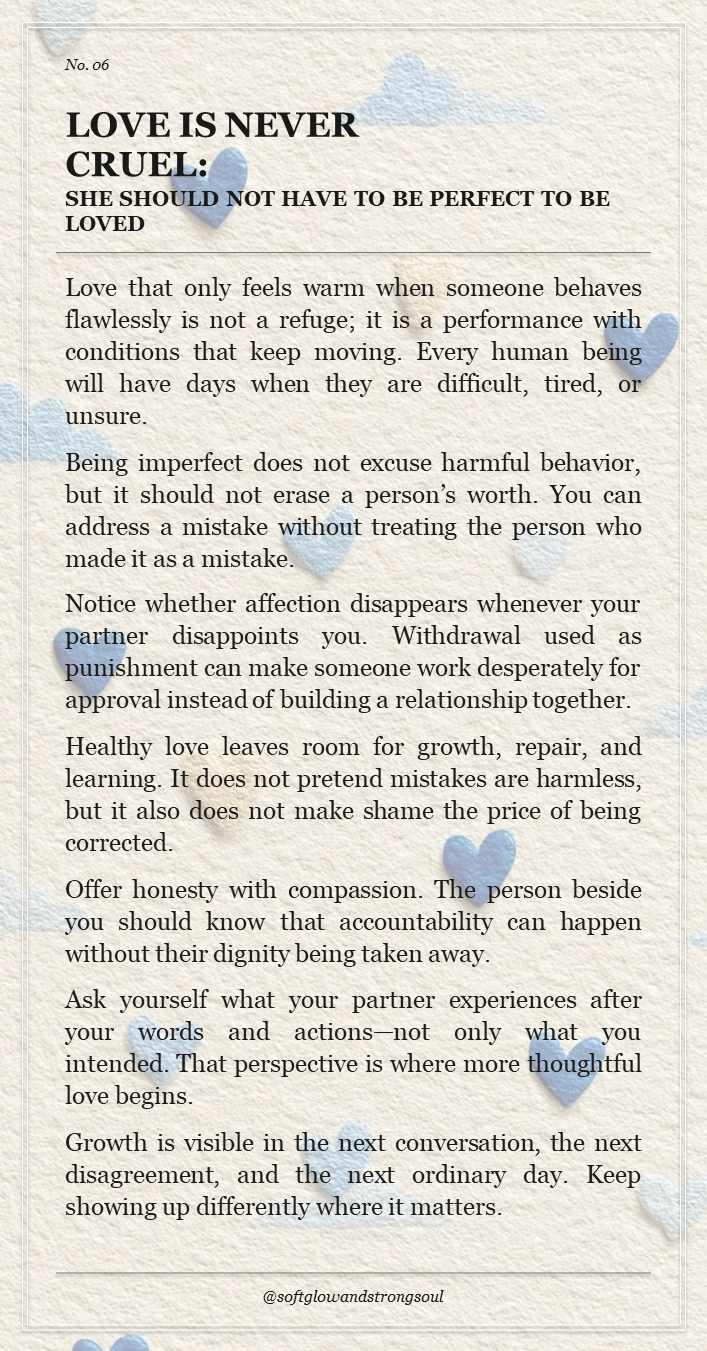 No. 06
LOVE IS NEVER
CRUEL:
SHE SHOULD NOT HAVE TO BE PERFECT TO BE
LOVED
Love that only feels warm when someone behaves
flawlessly is not a refuge; it is a performance with
conditions that keep moving. Every human being
will have days when they are difficult, tired, or
unsure.
Being imperfect does not excuse harmful behavior,
but it should not erase a person’s worth. You can
address a mistake without treating the person who
made it as a mistake.
Notice whether affection disappears whenever your
partner disappoints you. Withdrawal used as
punishment can make someone work desperately for
approval instead of building a relationship together.
Healthy love leaves room for growth, repair, and
learning. It does not pretend mistakes are harmless,
but it also does not make shame the price of being
corrected.
Offer honesty with compassion. The person beside
you should know that accountability can happen
without their dignity being taken away.
Ask yourself what your partner experiences after
your words and actions—not only what you
intended. That perspective is where more thoughtful
love begins.
Growth is visible in the next conversation, the next
disagreement, and the next ordinary day. Keep
showing up differently where it matters.
@softglowandstrongsoul